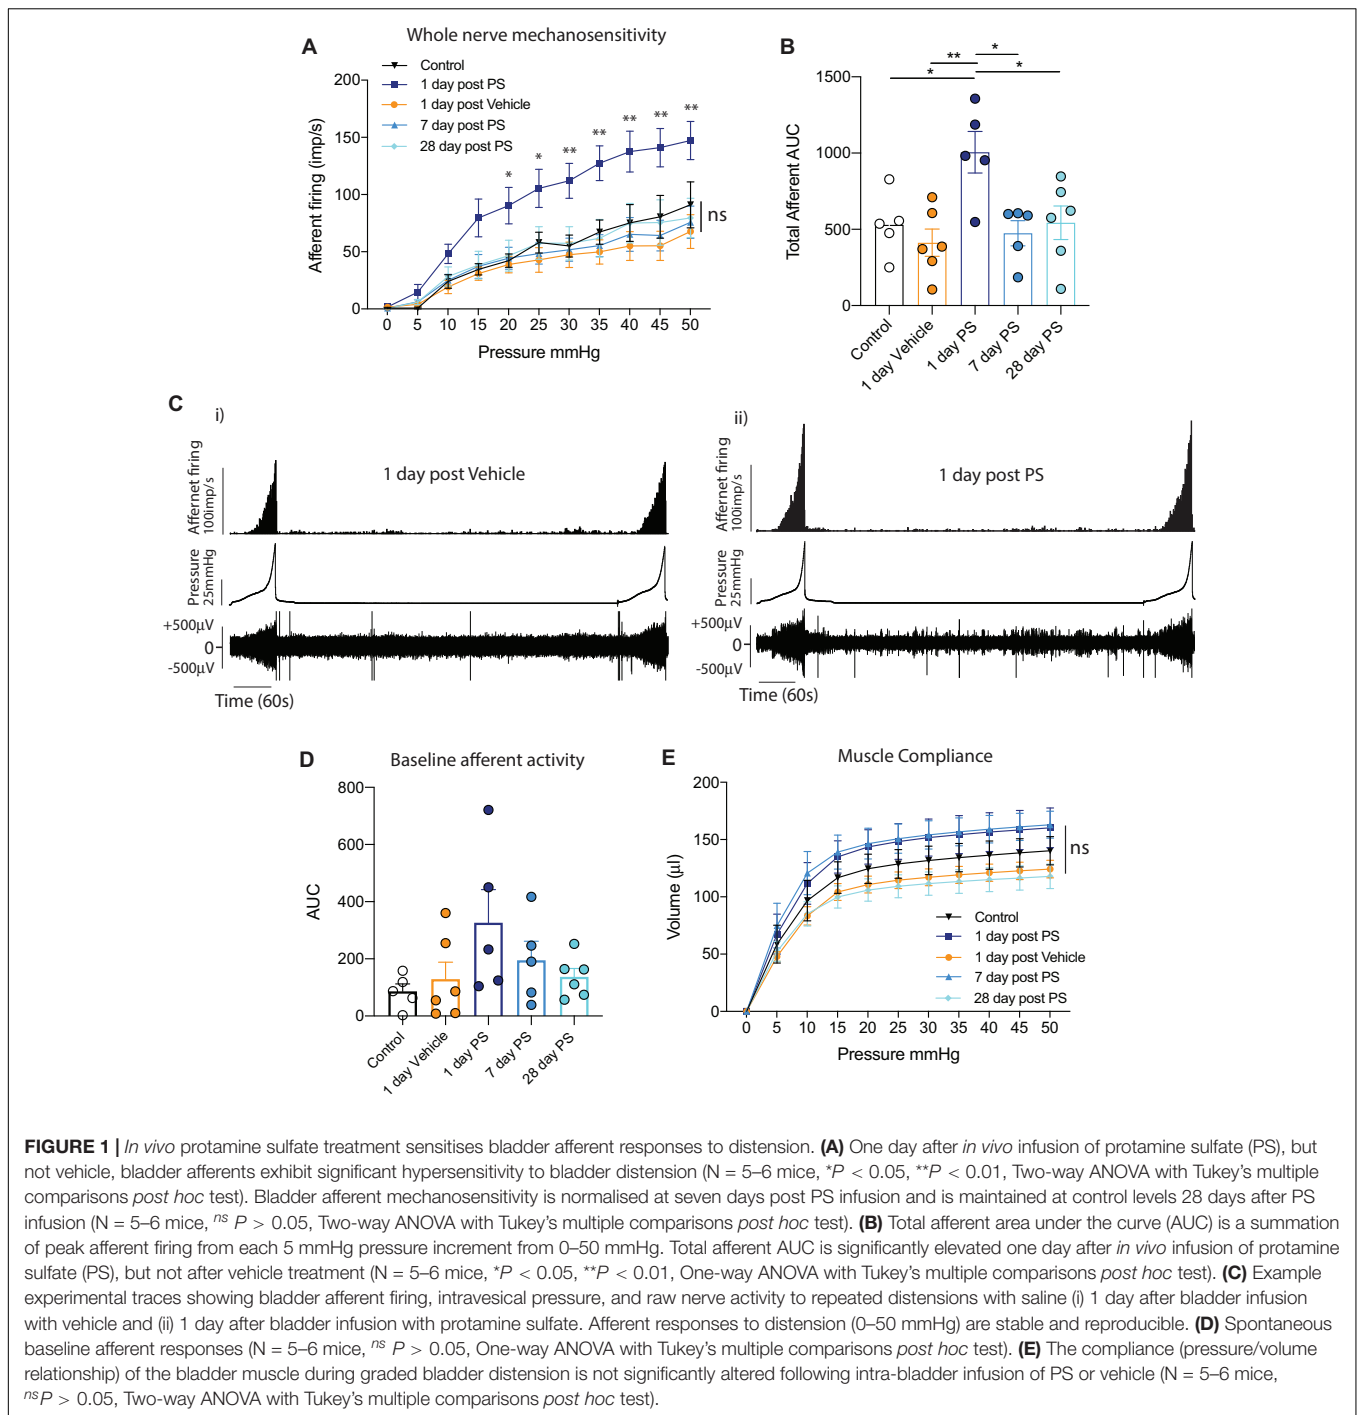 A
Whole nerve mechanosensitivity
Control
1 day post PS
1 day post Vehicle
7 day post PS
28 day post PS
Afferent firing (imp/s)
200
150
100
50
0
* * ** ** ** ** **
ns
0 5 10 15 20 25 30 35 40 45 50
Pressure mmHg
B
*
**
* *
Total Afferent AUC
1500
1000
500
0
Control
1 day Vehicle
1 day PS
7 day PS
28 day PS
C
i)
1 day post Vehicle
Affernet firing
100imp/s
Pressure
25mmHg
+500µV
0
-500µV
Time (60s)
ii)
1 day post PS
Affernet firing
100imp/s
Pressure
25mmHg
+500µV
0
-500µV
Time (60s)
D
Baseline afferent activity
AUC
800
600
400
200
0
Control
1 day Vehicle
1 day PS
7 day PS
28 day PS
E
Muscle Compliance
Volume (µl)
200
150
100
50
0
ns
Control
1 day post PS
1 day post Vehicle
7 day post PS
28 day post PS
0 5 10 15 20 25 30 35 40 45 50
Pressure mmHg
FIGURE 1 | In vivo protamine sulfate treatment sensitises bladder afferent responses to distension. (A) One day after in vivo infusion of protamine sulfate (PS), but
not vehicle, bladder afferents exhibit significant hypersensitivity to bladder distension (N = 5–6 mice, *P < 0.05, **P < 0.01, Two-way ANOVA with Tukey's multiple
comparisons post hoc test). Bladder afferent mechanosensitivity is normalised at seven days post PS infusion and is maintained at control levels 28 days after PS
infusion (N = 5–6 mice, ns P > 0.05, Two-way ANOVA with Tukey's multiple comparisons post hoc test). (B) Total afferent area under the curve (AUC) is a summation
of peak afferent firing from each 5 mmHg pressure increment from 0–50 mmHg. Total afferent AUC is significantly elevated one day after in vivo infusion of protamine
sulfate (PS), but not after vehicle treatment (N = 5–6 mice, *P < 0.05, **P < 0.01, One-way ANOVA with Tukey's multiple comparisons post hoc test). (C) Example
experimental traces showing bladder afferent firing, intravesical pressure, and raw nerve activity to repeated distensions with saline (i) 1 day after bladder infusion
with vehicle and (ii) 1 day after bladder infusion with protamine sulfate. Afferent responses to distension (0–50 mmHg) are stable and reproducible. (D) Spontaneous
baseline afferent responses (N = 5–6 mice, ns P > 0.05, One-way ANOVA with Tukey's multiple comparisons post hoc test). (E) The compliance (pressure/volume
relationship) of the bladder muscle during graded bladder distension is not significantly altered following intra-bladder infusion of PS or vehicle (N = 5–6 mice,
nsP > 0.05, Two-way ANOVA with Tukey's multiple comparisons post hoc test).